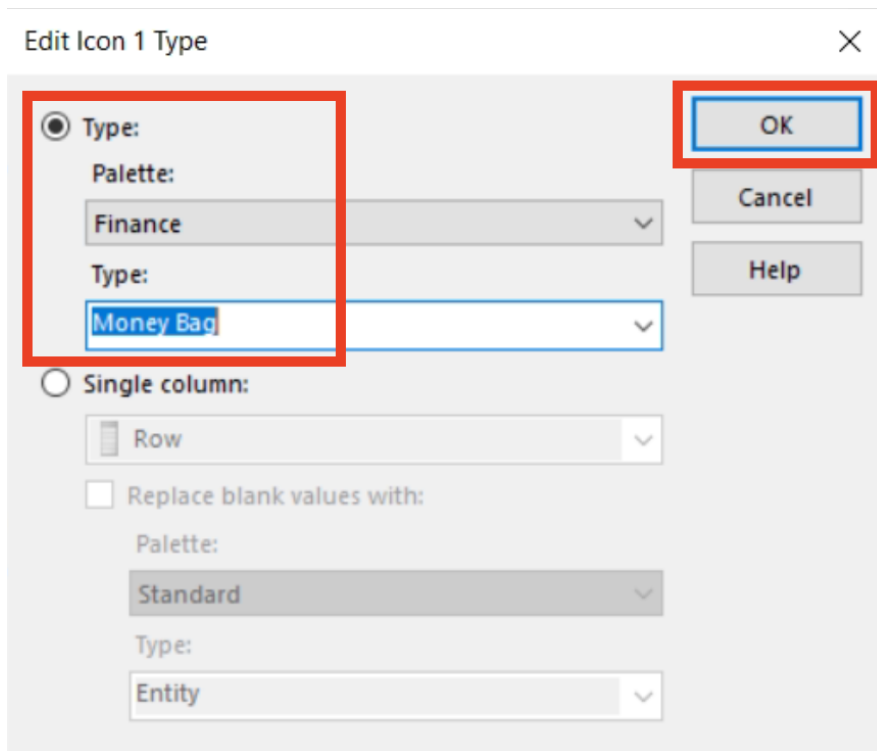 Edit Icon 1 Type
Type:
OK
Palette:
Finance
Cancel
Type:
Help
Money Bag
Single column:
Row
Replace blank values with:
Palette:
Standard
Type:
Entity